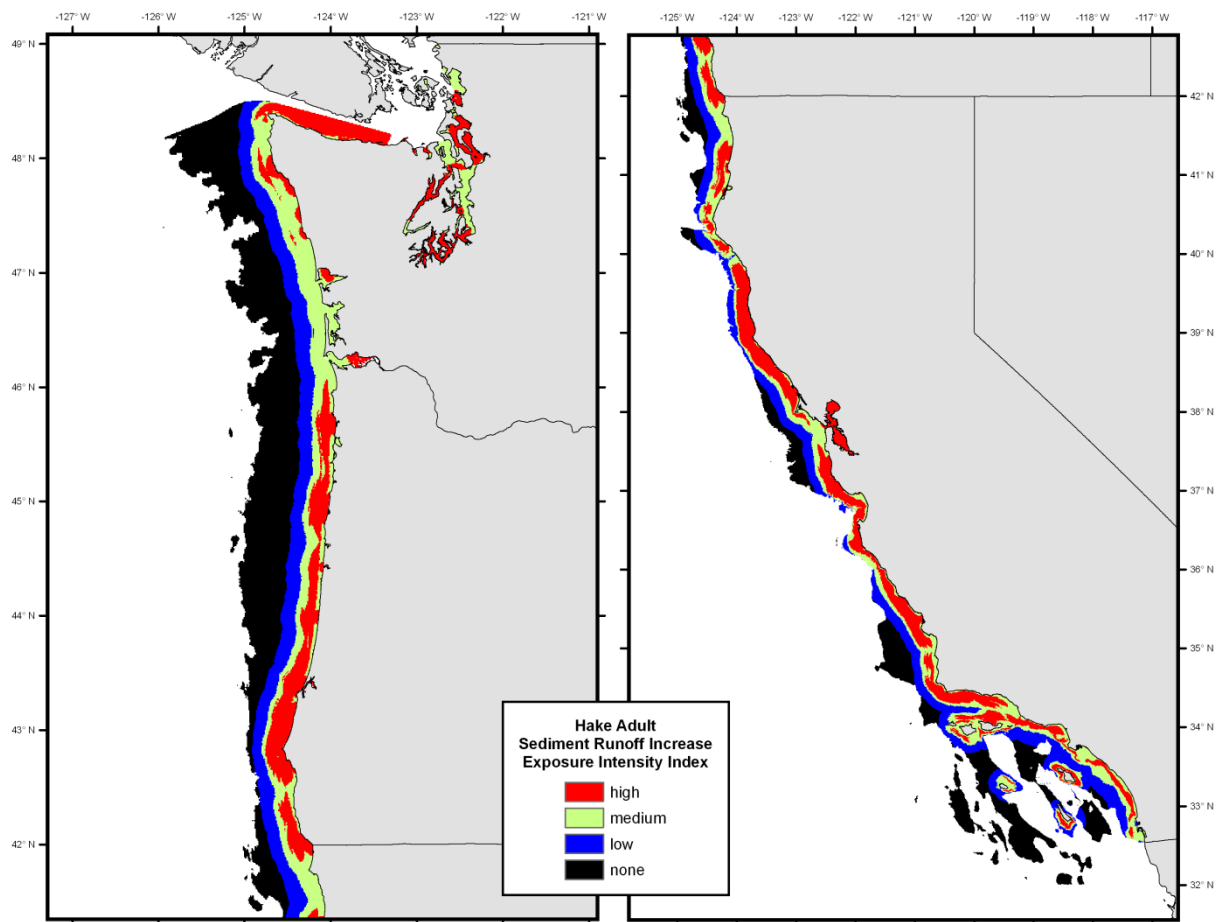 -127° W -126° W -125° W -124° W -123° W -122° W -121° W
-125°W -124°W -123°W -122°W -121°W -120°W -119°W -118°W -117°W
49° N
48° N
47° N
46° N
45° N
44° N
43° N
42° N
42° N
41° N
40° N
39° N
38° N
37° N
36° N
35° N
34° N
33° N
32° N
Hake Adult
Sediment Runoff Increase
Exposure Intensity Index
high
medium
low
none